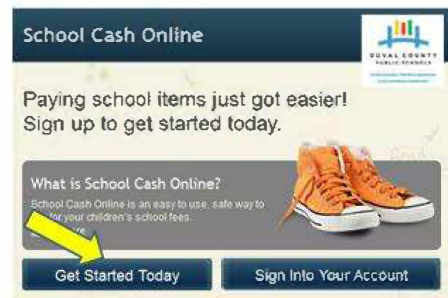 School Cash Online
DUVAL COUNTY
PUBLIC SCHOOLS
Paying school items just got easier!
Sign up to get started today.
What is School Cash Online?
School Cash Online is an easy to use, safe way to
for your children's school fees.
Get Started Today
Sign Into Your Account